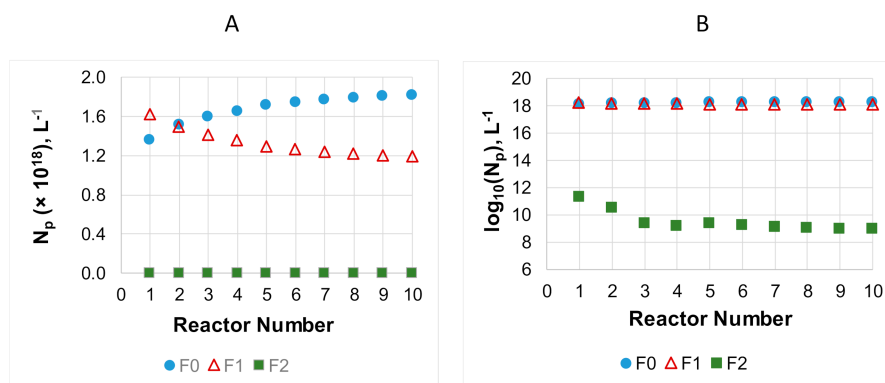 A
B
2.0
1.6
1.2
0.8
0.4
0.0
Nₚ (× 10¹⁸), L⁻¹
0 1 2 3 4 5 6 7 8 9 10
Reactor Number
F0 F1 F2
20
18
16
14
12
10
8
6
log₁₀(Nₚ), L⁻¹
0 1 2 3 4 5 6 7 8 9 10
Reactor Number
F0 F1 F2